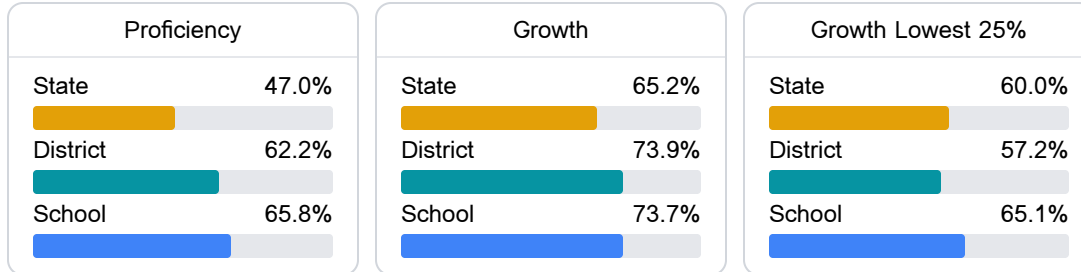 Proficiency
State 47.0%
District 62.2%
School 65.8%
Growth
State 65.2%
District 73.9%
School 73.7%
Growth Lowest 25%
State 60.0%
District 57.2%
School 65.1%